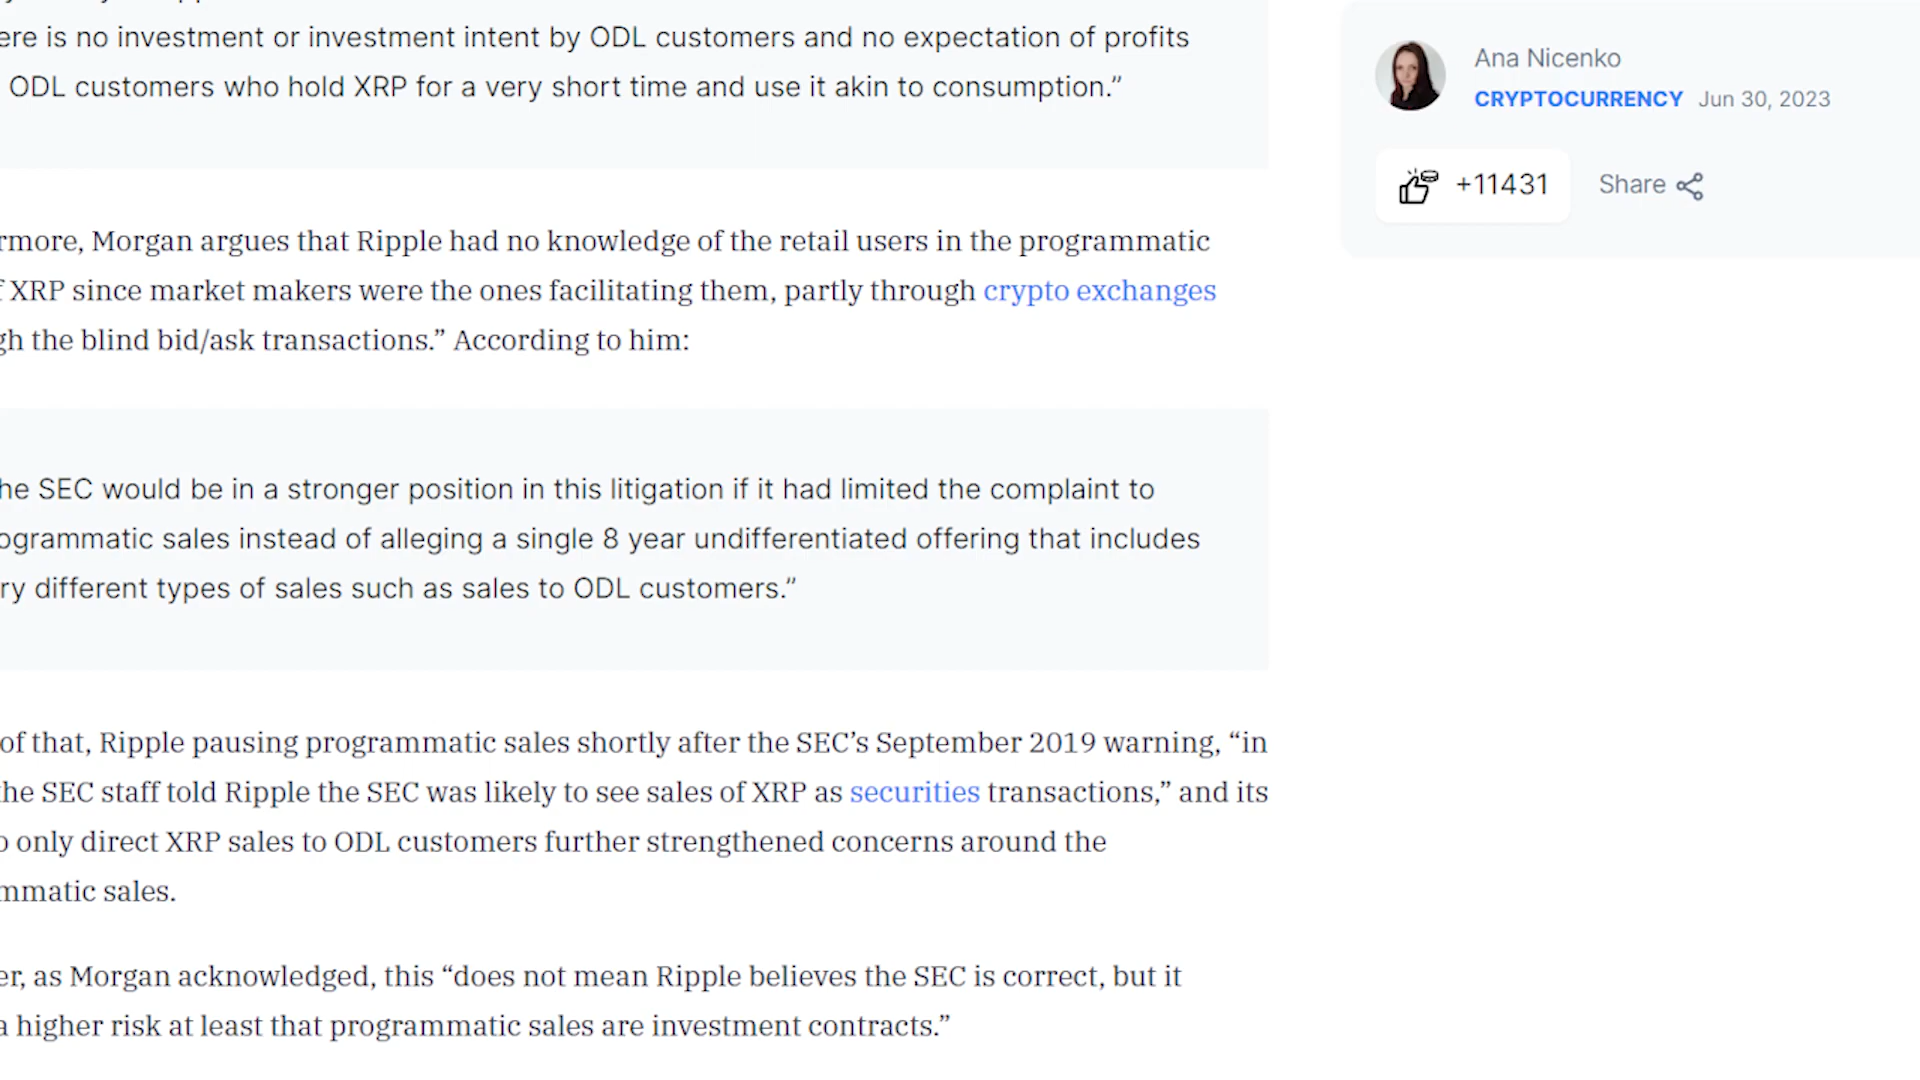 ere is no investment or investment intent by ODL customers and no expectation of profits
ODL customers who hold XRP for a very short time and use it akin to consumption.”
rmore, Morgan argues that Ripple had no knowledge of the retail users in the programmatic
f XRP since market makers were the ones facilitating them, partly through crypto exchanges
gh the blind bid/ask transactions.” According to him:
he SEC would be in a stronger position in this litigation if it had limited the complaint to
ogrammatic sales instead of alleging a single 8 year undifferentiated offering that includes
ry different types of sales such as sales to ODL customers.”
of that, Ripple pausing programmatic sales shortly after the SEC’s September 2019 warning, “in
the SEC staff told Ripple the SEC was likely to see sales of XRP as securities transactions,” and its
o only direct XRP sales to ODL customers further strengthened concerns around the
mmatic sales.
er, as Morgan acknowledged, this “does not mean Ripple believes the SEC is correct, but it
a higher risk at least that programmatic sales are investment contracts.”
Ana Nicenko
CRYPTOCURRENCY Jun 30, 2023
+11431 Share